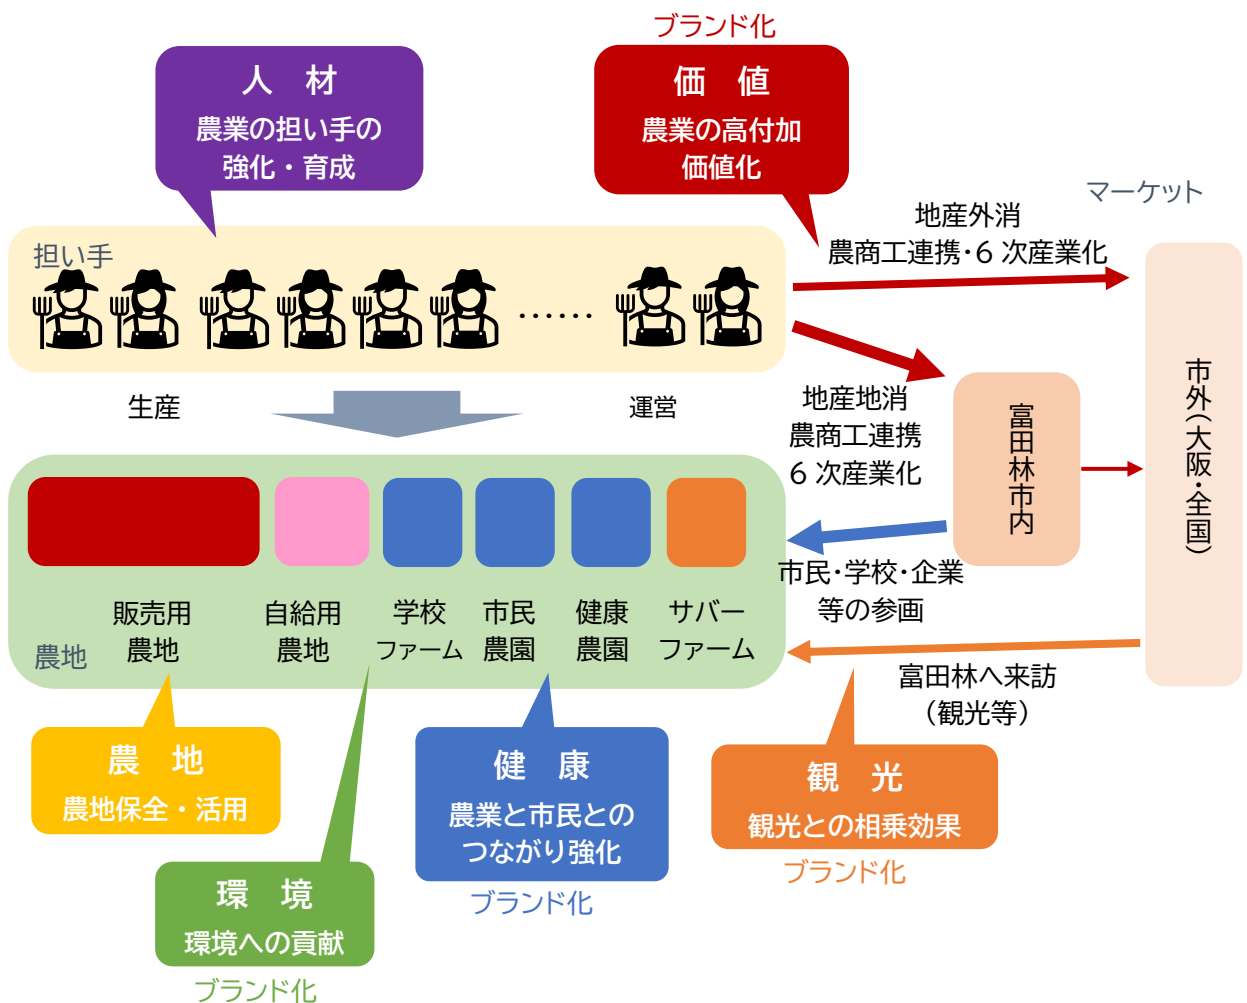 ブランド化
人　材
農業の担い手の
強化・育成
価　値
農業の高付加
価値化
マーケット
地産外消
農商工連携・６次産業化
担い手
……
生産
運営
地産地消
農商工連携
６次産業化
富田林市内
市外（大阪・全国）
市民・学校・企業
等の参画
販売用
農地
自給用
農地
学校
ファーム
市民
農園
健康
農園
サバー
ファーム
農地
富田林へ来訪
（観光等）
農　地
農地保全・活用
健　康
農業と市民との
つながり強化
ブランド化
観　光
観光との相乗効果
ブランド化
環　境
環境への貢献
ブランド化